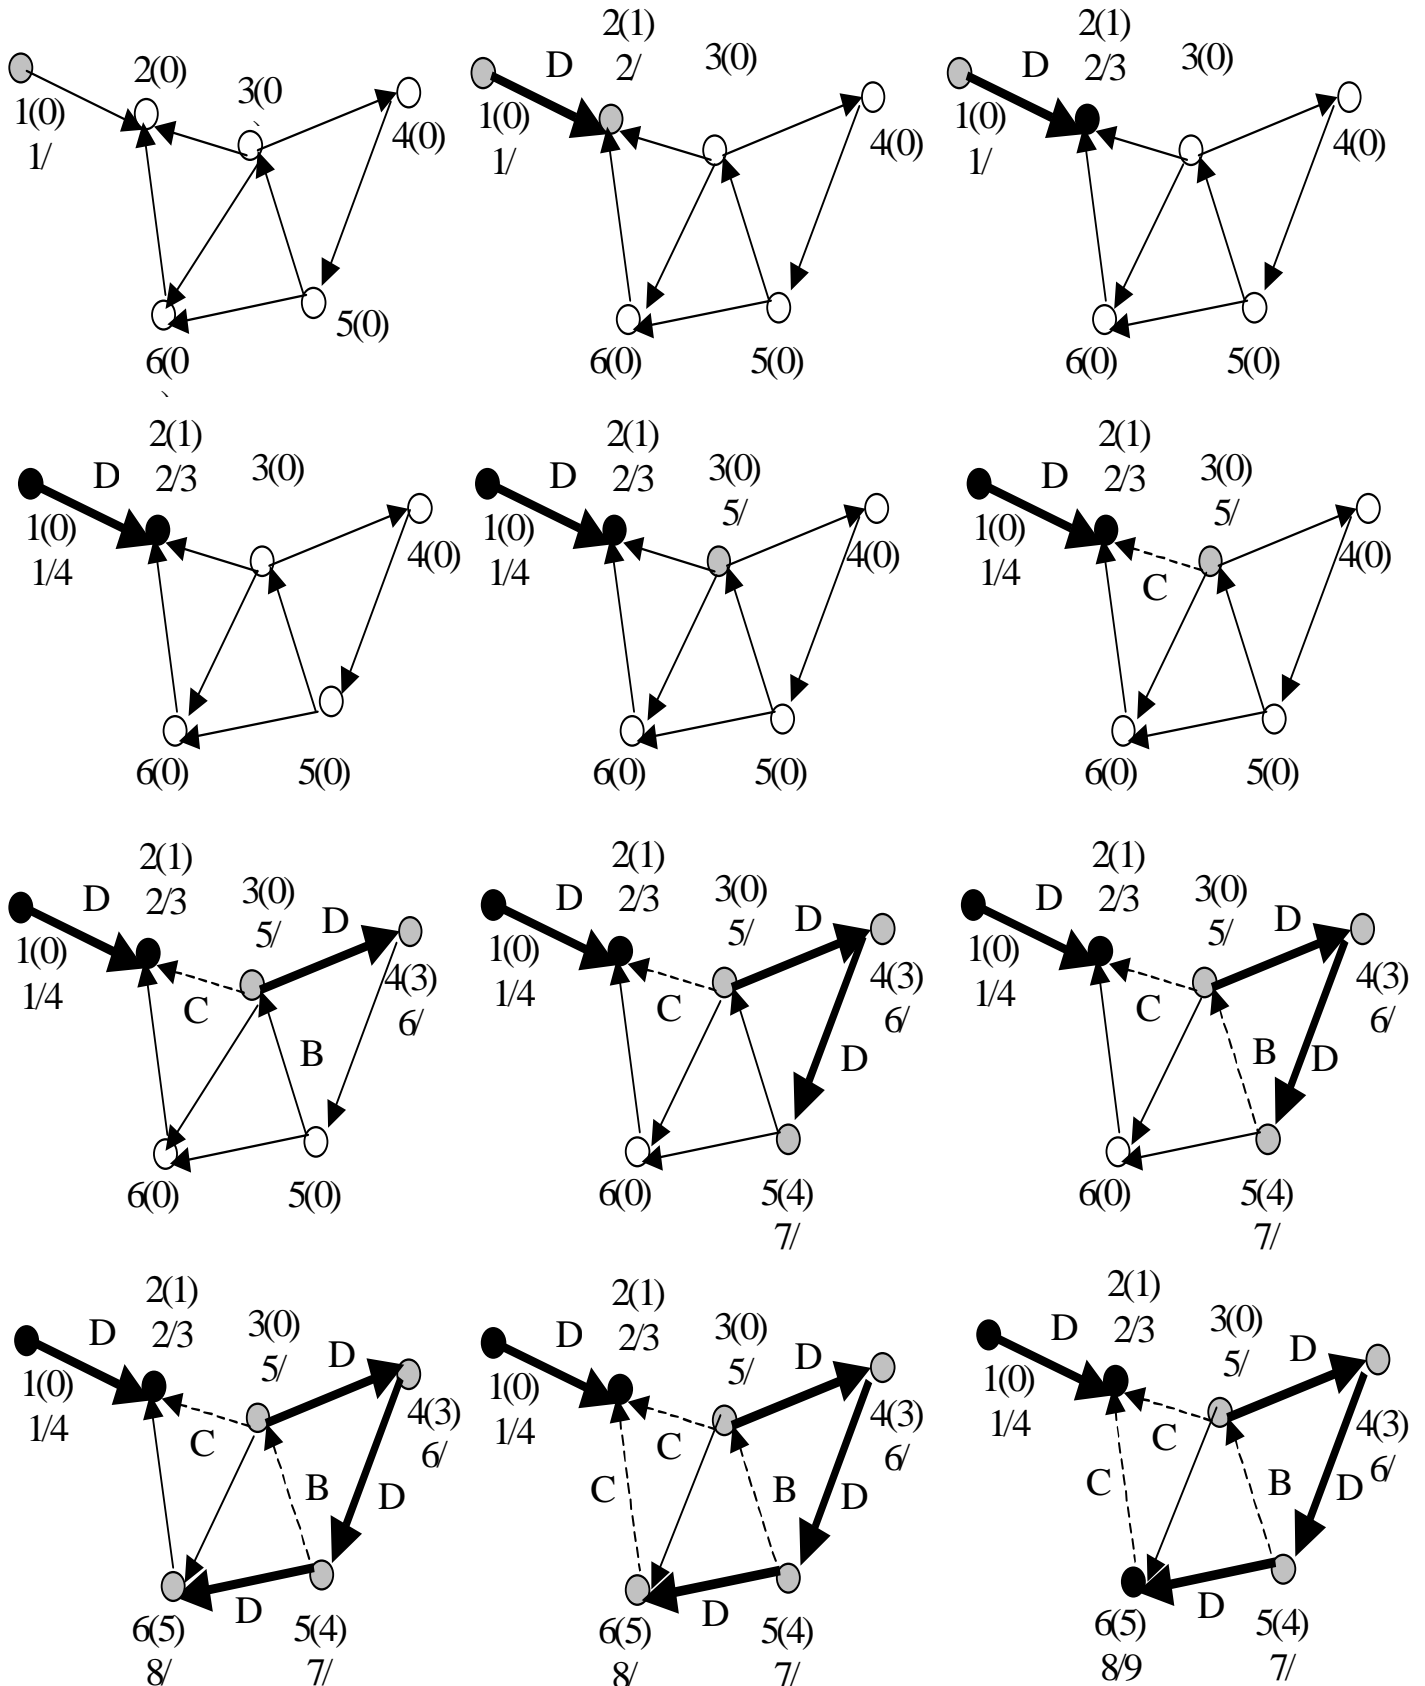 2(0) 3(0
1(0) 4(0)
1/
5(0)
6(0
2(1)
D 2/ 3(0)
1(0) 4(0)
1/
6(0) 5(0)
2(1)
D 2/3 3(0)
1(0) 4(0)
1/
6(0) 5(0)
2(1)
D 2/3 3(0)
1(0) 4(0)
1/4
6(0) 5(0)
2(1)
D 2/3 3(0)
5/
1(0) 4(0)
1/4
6(0) 5(0)
2(1)
D 2/3 3(0)
5/
1(0) 4(0)
1/4 C
6(0) 5(0)
2(1)
D 2/3 3(0)
5/ D
1(0) 4(3)
1/4 C 6/
B
6(0) 5(0)
2(1)
D 2/3 3(0)
5/ D
1(0) 4(3)
1/4 C 6/
D
6(0) 5(4)
7/
2(1)
D 2/3 3(0)
5/ D
1(0) 4(3)
1/4 C 6/
B D
6(0) 5(4)
7/
2(1)
D 2/3 3(0)
5/ D
1(0) 4(3)
1/4 C 6/
B D
D
6(5) 5(4)
8/ 7/
2(1)
D 2/3 3(0)
5/ D
1(0) 4(3)
1/4 C 6/
C B D
D
6(5) 5(4)
8/ 7/
2(1)
D 2/3 3(0)
5/ D
1(0) 4(3)
1/4 C 6/
C B D
D
6(5) 5(4)
8/9 7/